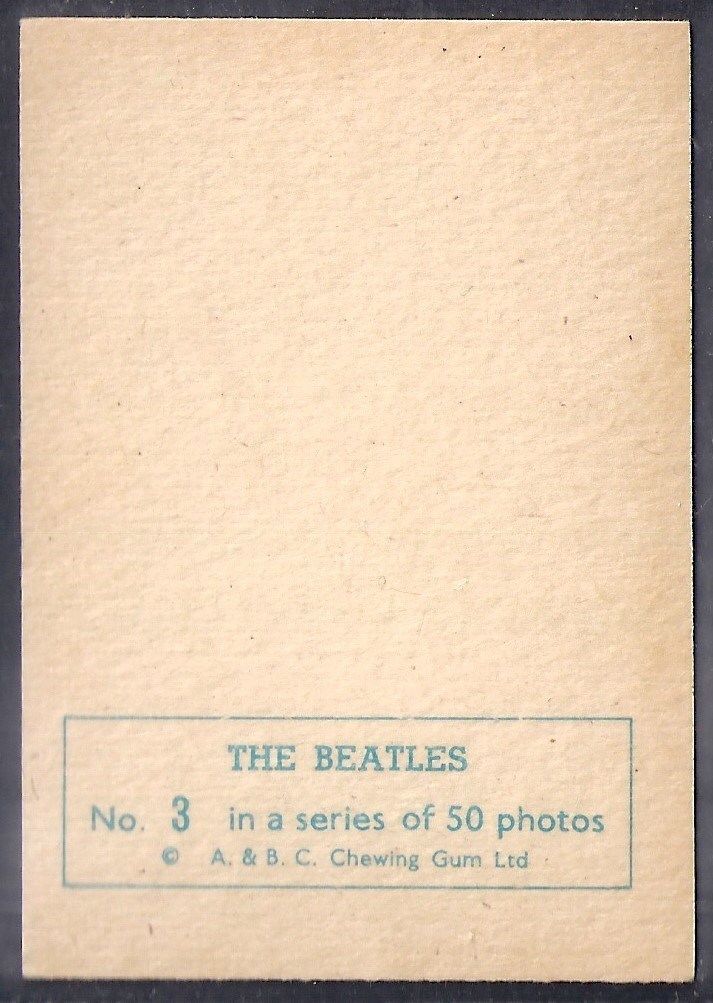 THE BEATLES
No. 3 in a series of 50 photos
© A. & B. C. Chewing Gum Ltd